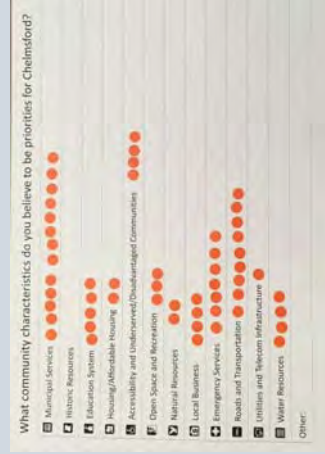 What community characteristics do you believe to be priorities for Chelmsford?
Municipal Services
Historic Resources
Education System
Housing/Affordable Housing
Accessibility and Underserved/Disadvantaged Communities
Open Space and Recreation
Natural Resources
Local Business
Emergency Services
Roads and Transportation
Utilities and Telecom Infrastructure
Water Resources
Other: